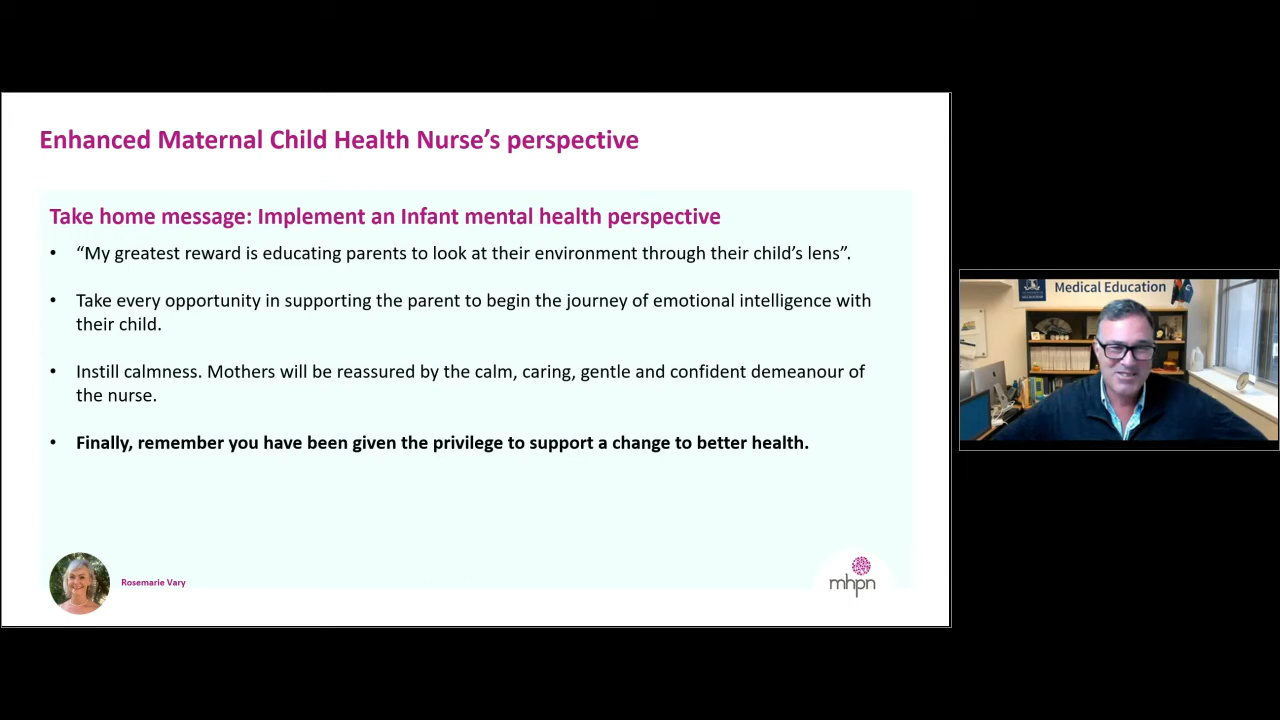 Enhanced Maternal Child Health Nurse’s perspective
Take home message: Implement an Infant mental health perspective
• “My greatest reward is educating parents to look at their environment through their child’s lens”.
• Take every opportunity in supporting the parent to begin the journey of emotional intelligence with
their child.
• Instill calmness. Mothers will be reassured by the calm, caring, gentle and confident demeanour of
the nurse.
• Finally, remember you have been given the privilege to support a change to better health.
Rosemarie Vary
mhpn
Medical Education